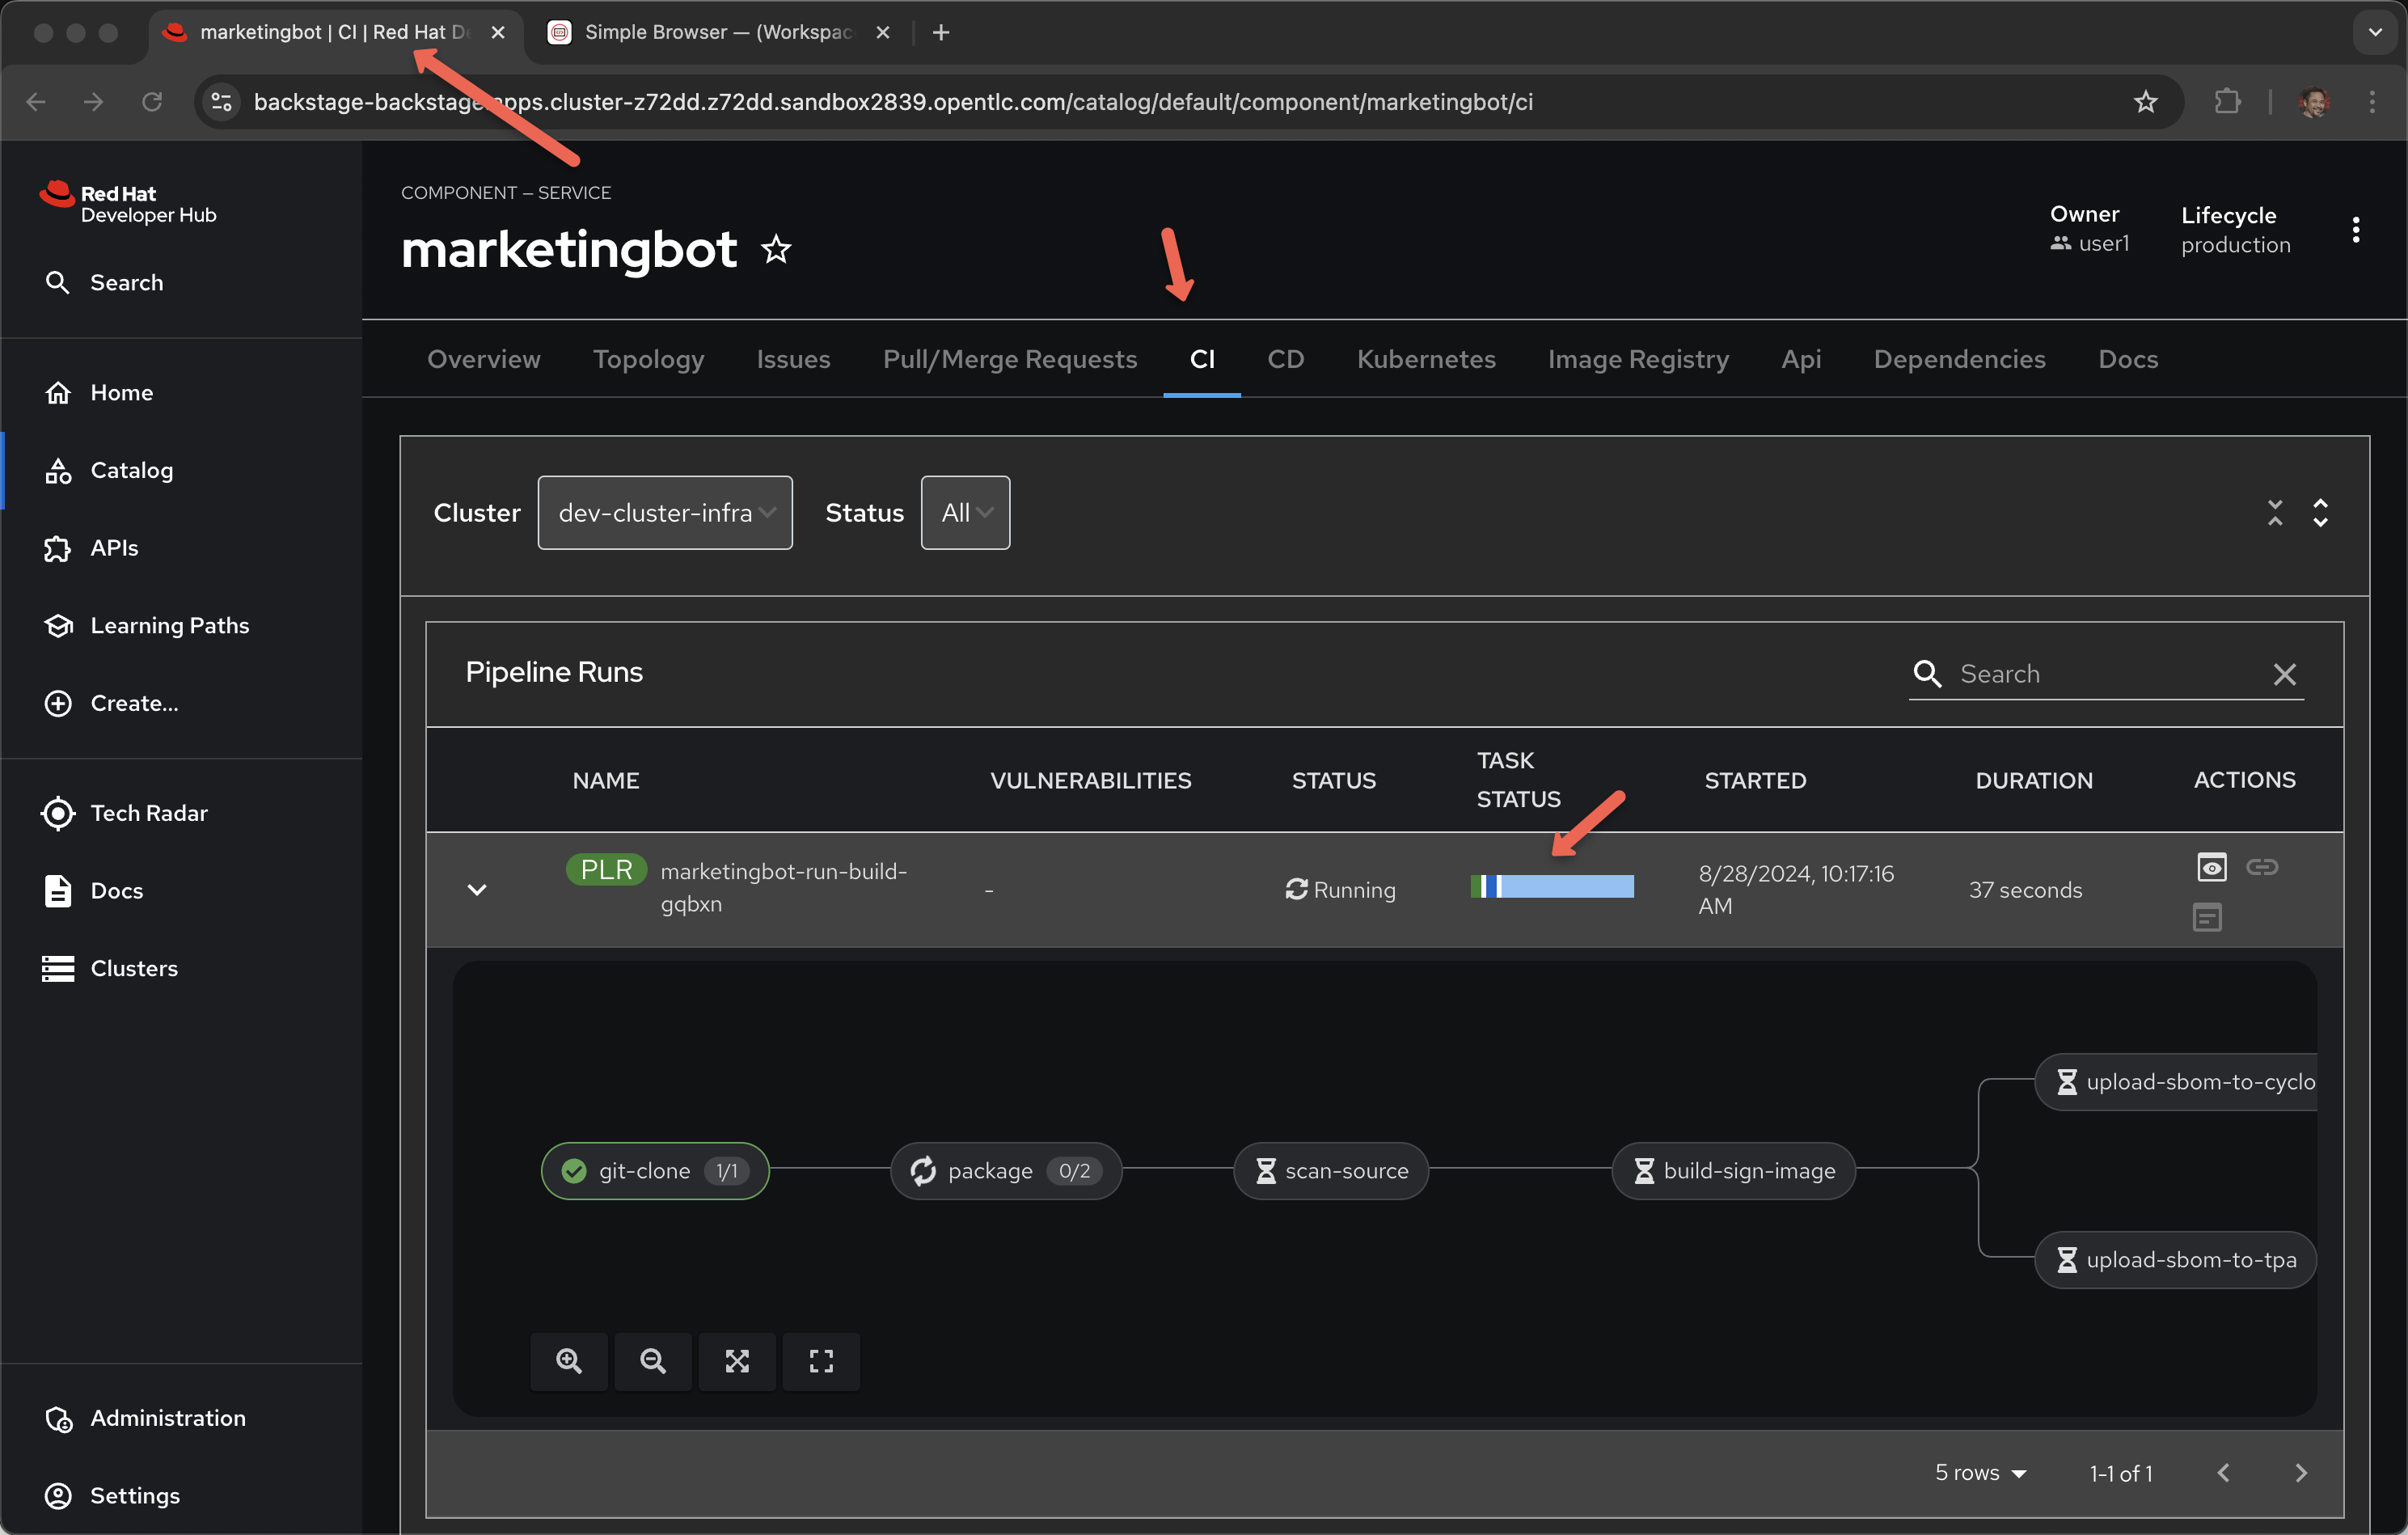 marketingbot | CI | Red Hat De
Simple Browser — (Workspac
backstage-backstage.apps.cluster-z72dd.z72dd.sandbox2839.opentlc.com/catalog/default/component/marketingbot/ci
Red Hat
Developer Hub
Search
Home
Catalog
APIs
Learning Paths
Create...
Tech Radar
Docs
Clusters
Administration
Settings
COMPONENT — SERVICE
marketingbot
Owner
user1
Lifecycle
production
Overview Topology Issues Pull/Merge Requests CI CD Kubernetes Image Registry Api Dependencies Docs
Cluster dev-cluster-infra Status All
Pipeline Runs
Search
NAME VULNERABILITIES STATUS TASK STATUS STARTED DURATION ACTIONS
PLR marketingbot-run-build-
gqbxn
-
Running
8/28/2024, 10:17:16
AM
37 seconds
upload-sbom-to-cyclo
git-clone 1/1 package 0/2 scan-source build-sign-image
upload-sbom-to-tpa
5 rows 1-1 of 1